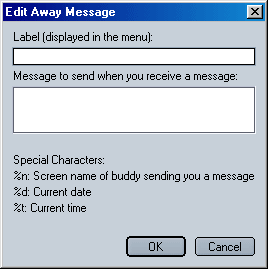 Edit Away Message
Label (displayed in the menu):
Message to send when you receive a message:
Special Characters:
%n: Screen name of buddy sending you a message
%d: Current date
%t: Current time
OK Cancel